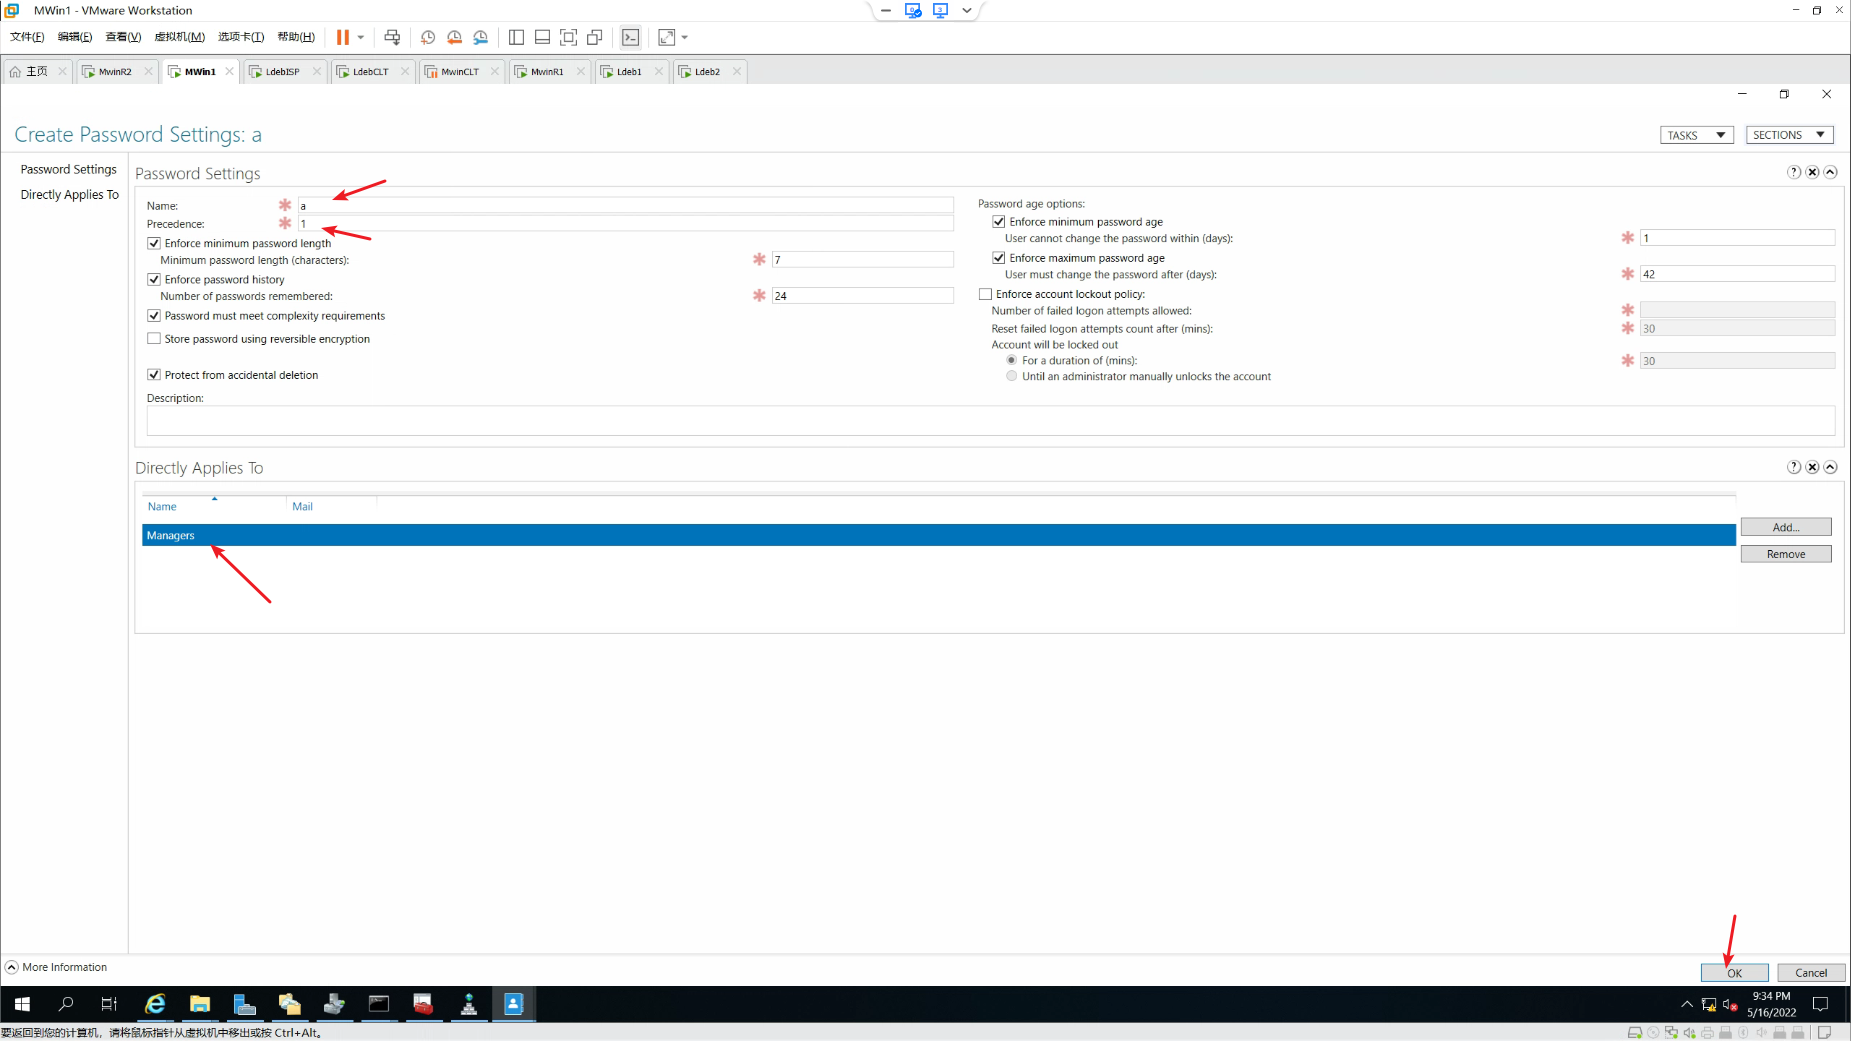 MWin1 - VMware Workstation
文件(F) 编辑(E) 查看(V) 虚拟机(M) 选项卡(T) 帮助(H)
主页 MwinR2 MWin1 LdebISP LdebCLT MwinCLT MwinR1 Ldeb1 Ldeb2
Create Password Settings: a
TASKS SECTIONS
Password Settings
Directly Applies To
Password Settings
Name: a
Precedence: 1
Enforce minimum password length
Minimum password length (characters): 7
Enforce password history
Number of passwords remembered: 24
Password must meet complexity requirements
Store password using reversible encryption
Protect from accidental deletion
Description:
Password age options:
Enforce minimum password age
User cannot change the password within (days): 1
Enforce maximum password age
User must change the password after (days): 42
Enforce account lockout policy:
Number of failed logon attempts allowed:
Reset failed logon attempts count after (mins): 30
Account will be locked out
For a duration of (mins): 30
Until an administrator manually unlocks the account
Directly Applies To
Name Mail
Managers
Add...
Remove
More Information
OK Cancel
9:34 PM
5/16/2022
要返回到您的计算机，请将鼠标指针从虚拟机中移出或按 Ctrl+Alt。